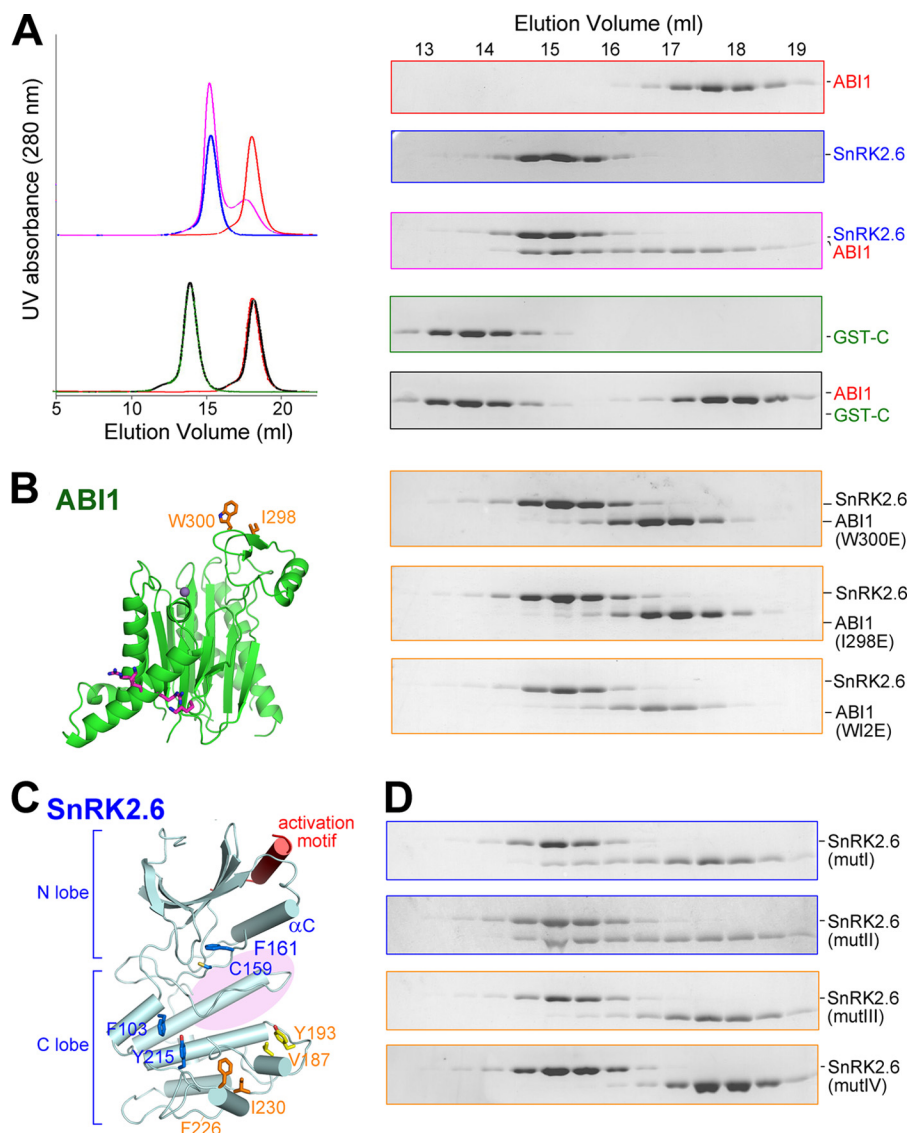 A
UV absorbance (280 nm)
5 10 15 20
Elution Volume (ml)
Elution Volume (ml)
13 14 15 16 17 18 19
ABI1
SnRK2.6
SnRK2.6
ABI1
GST-C
ABI1
GST-C
B
ABI1
W300
I298
SnRK2.6
ABI1
(W300E)
SnRK2.6
ABI1
(I298E)
SnRK2.6
ABI1
(WI2E)
C
SnRK2.6
activation
motif
N lobe
αC
F161
C159
C lobe
F103
Y215
Y193
V187
I230
F226
D
SnRK2.6
(mutI)
SnRK2.6
(mutII)
SnRK2.6
(mutIII)
SnRK2.6
(mutIV)